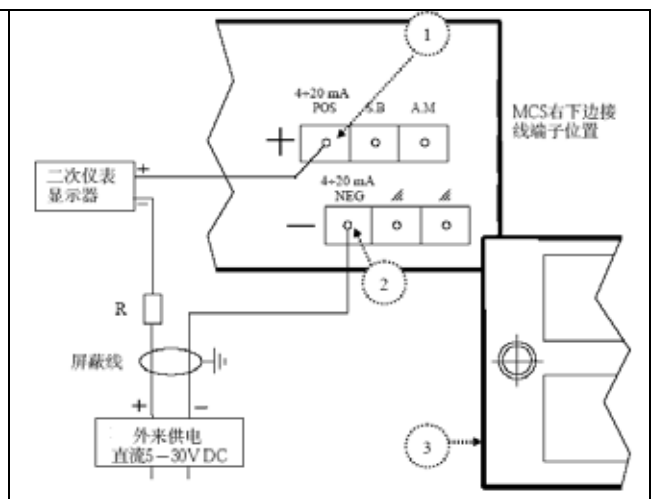 1
4÷20 mA
POS S.B A.M
+
MCS右下边接
线端子位置
二次仪表
显示器
+
−
4÷20 mA
NEG
—
2
R
屏蔽线
+ −
外来供电
直流5－30V DC
3